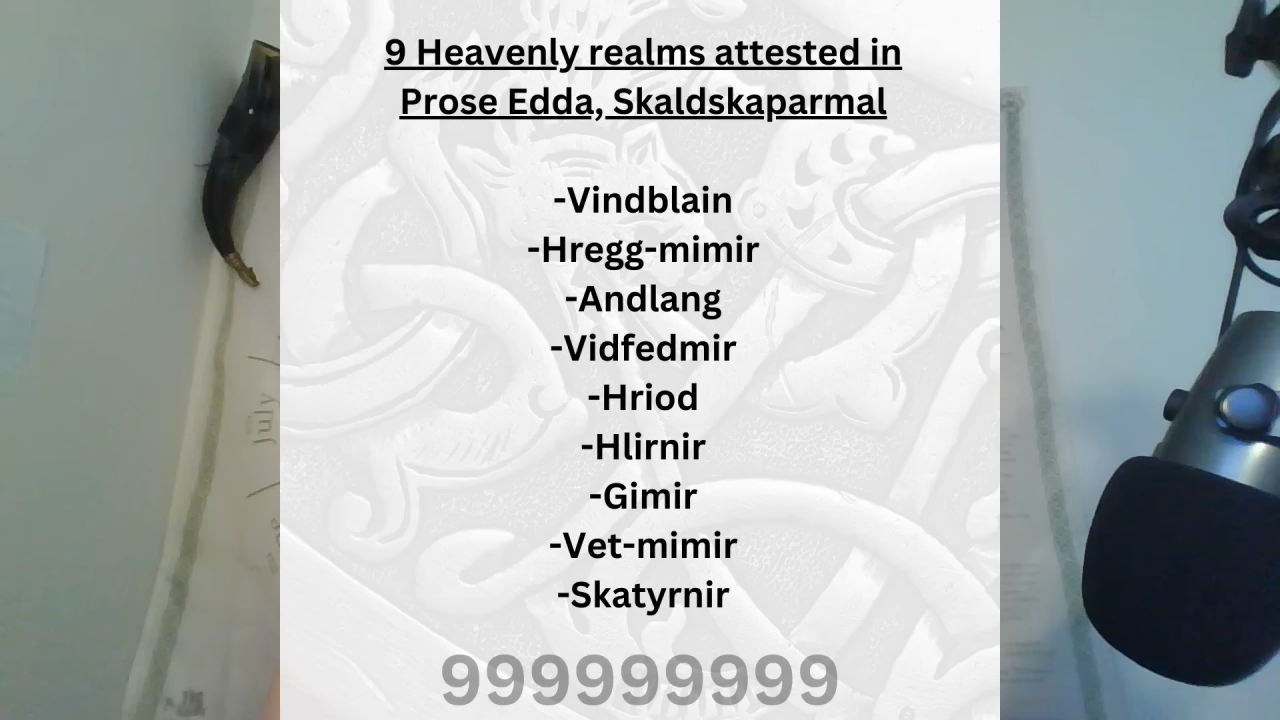 9 Heavenly realms attested in
Prose Edda, Skaldskaparmal
-Vindblain
-Hregg-mimir
-Andlang
-Vidfedmir
-Hriod
-Hlirnir
-Gimir
-Vet-mimir
-Skatyrnir
999999999
July